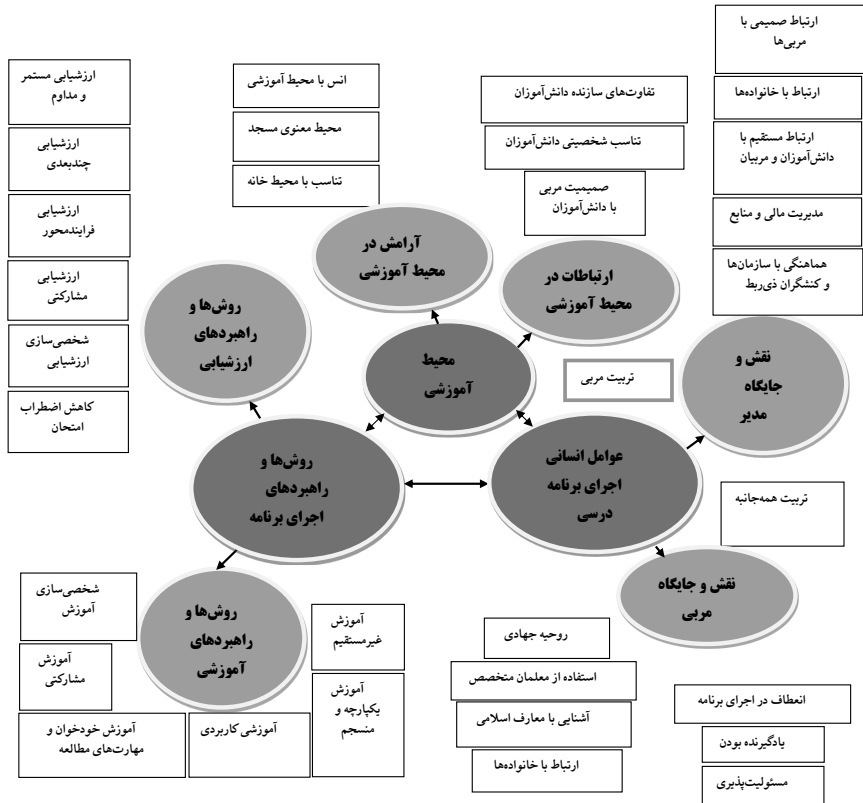 ارتباط صمیمی با
مربی‌ها
ارتباط با خانواده‌ها
ارتباط مستقیم با
دانش‌آموزان و مربیان
مدیریت مالی و منابع
هماهنگی با سازمان‌ها
و کنشگران ذی‌ربط
تفاوت‌های سازنده دانش‌آموزان
تناسب شخصیتی دانش‌آموزان
صمیمیت مربی
با دانش‌آموزان
انس با محیط آموزشی
محیط معنوی مسجد
تناسب با محیط خانه
ارزشیابی مستمر
و مداوم
ارزشیابی
چندبعدی
ارزشیابی
فرایندمحور
ارزشیابی
مشارکتی
شخصی‌سازی
ارزشیابی
کاهش اضطراب
امتحان
آرامش در
محیط آموزشی
ارتباطات در
محیط آموزشی
روش‌ها و
راهبردهای
ارزشیابی
محیط
آموزشی
تربیت مربی
نقش و
جایگاه
مدیر
عوامل انسانی
اجرای برنامه
درسی
روش‌ها و
راهبردهای
اجرای برنامه
تربیت همه‌جانبه
نقش و جایگاه
مربی
روش‌ها و
راهبردهای
آموزشی
شخصی‌سازی
آموزش
آموزش
مشارکتی
آموزش خودخوان و
مهارت‌های مطالعه
آموزشی کاربردی
آموزش
غیرمستقیم
آموزش
یکپارچه و
منسجم
روحیه جهادی
استفاده از معلمان متخصص
آشنایی با معارف اسلامی
ارتباط با خانواده‌ها
انعطاف در اجرای برنامه
یادگیرنده بودن
مسئولیت‌پذیری